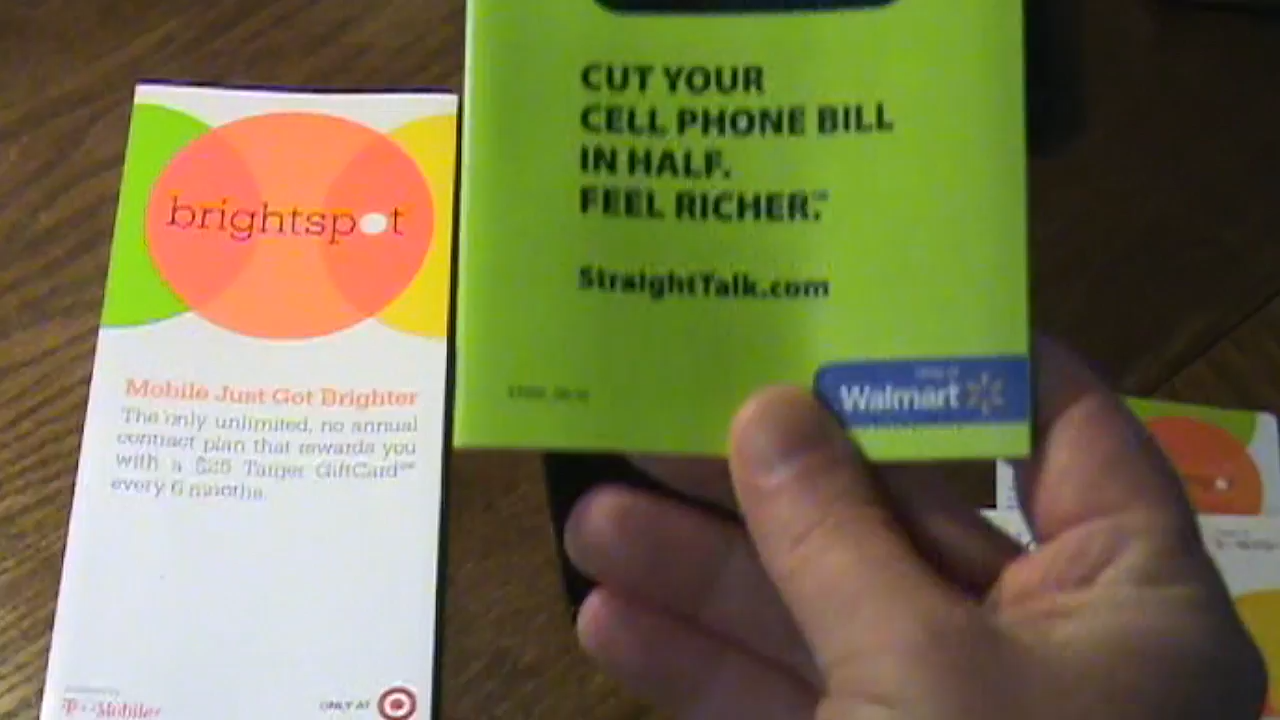 brightspot
Mobile Just Got Brighter
The only unlimited, no annual
contract plan that rewards you
with a $25 Target GiftCard
every 6 months.
T-Mobile
ONLY AT
CUT YOUR
CELL PHONE BILL
IN HALF.
FEEL RICHER.™
StraightTalk.com
Walmart